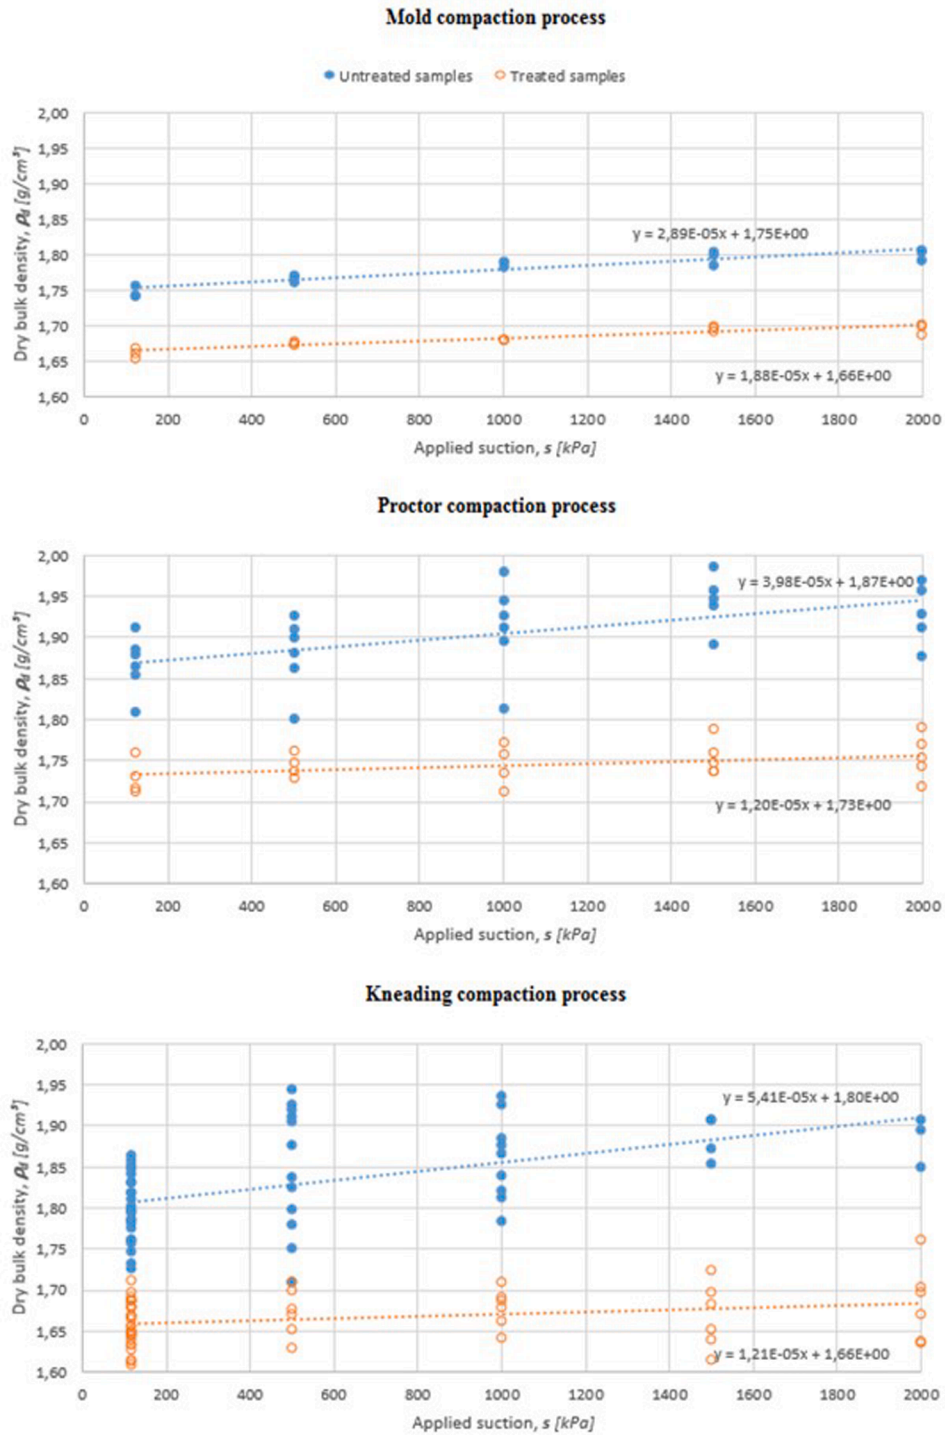 Mold compaction process
Untreated samples Treated samples
2,00
1,95
1,90
1,85
1,80
1,75
1,70
1,65
1,60
Dry bulk density, ρd [g/cm³]
y = 2,89E-05x + 1,75E+00
y = 1,88E-05x + 1,66E+00
0 200 400 600 800 1000 1200 1400 1600 1800 2000
Applied suction, s [kPa]
Proctor compaction process
2,00
1,95
1,90
1,85
1,80
1,75
1,70
1,65
1,60
Dry bulk density, ρd [g/cm³]
y = 3,98E-05x + 1,87E+00
y = 1,20E-05x + 1,73E+00
0 200 400 600 800 1000 1200 1400 1600 1800 2000
Applied suction, s [kPa]
Kneading compaction process
2,00
1,95
1,90
1,85
1,80
1,75
1,70
1,65
1,60
Dry bulk density, ρd [g/cm³]
y = 5,41E-05x + 1,80E+00
y = 1,21E-05x + 1,66E+00
0 200 400 600 800 1000 1200 1400 1600 1800 2000
Applied suction, s [kPa]